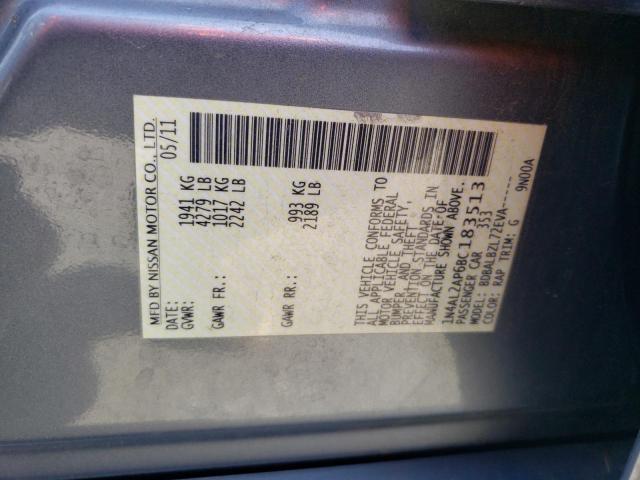 MFD BY NISSAN MOTOR CO., LTD.
DATE: 05/11
GVWR: 1941 KG
4279 LB
GAWR FR.: 1017 KG
2242 LB
GAWR RR.: 993 KG
2189 LB
THIS VEHICLE CONFORMS TO
ALL APPLICABLE FEDERAL
MOTOR VEHICLE SAFETY,
BUMPER, AND THEFT
PREVENTION STANDARDS IN
EFFECT ON THE DATE OF
MANUFACTURE SHOWN ABOVE.
1N4AL2AP6BC183513
PASSENGER CAR 353
MODEL: BDBALBZL72EVA-----
COLOR: RAP TRIM: G 9N00A